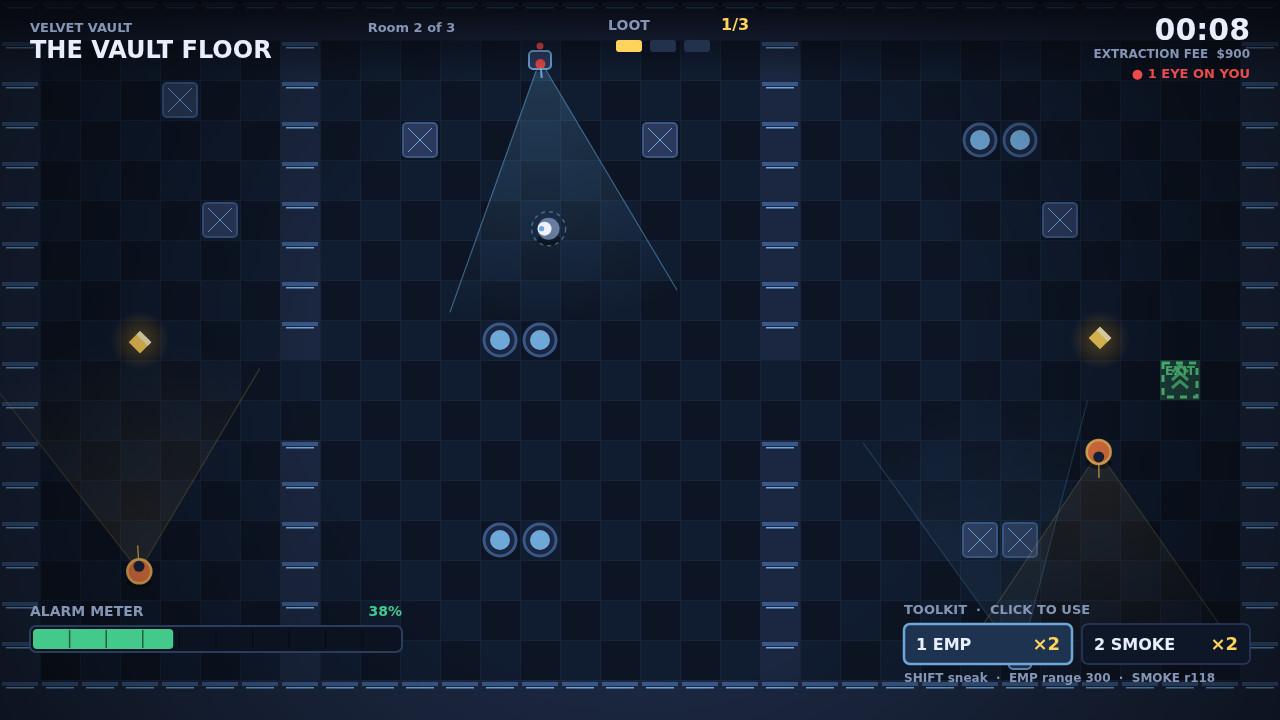 VELVET VAULT
THE VAULT FLOOR
Room 2 of 3
LOOT 1/3
00:08
EXTRACTION FEE $900
1 EYE ON YOU
EXIT
ALARM METER 38%
TOOLKIT · CLICK TO USE
1 EMP ×2
2 SMOKE ×2
SHIFT sneak · EMP range 300 · SMOKE r118